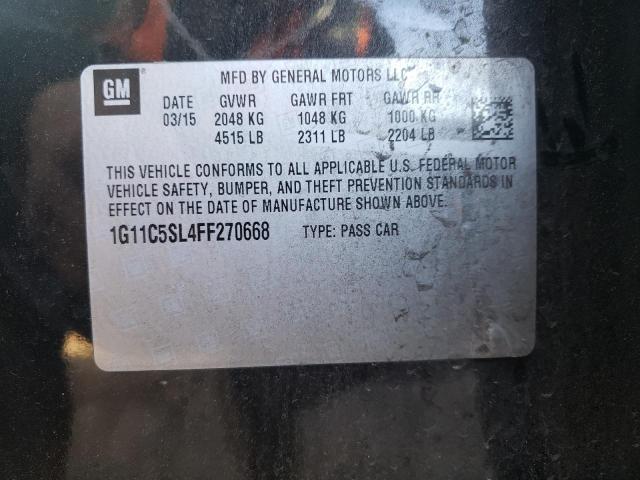 GM
MFD BY GENERAL MOTORS LLC
DATE GVWR GAWR FRT GAWR RR
03/15 2048 KG 1048 KG 1000 KG
4515 LB 2311 LB 2204 LB
THIS VEHICLE CONFORMS TO ALL APPLICABLE U.S. FEDERAL MOTOR
VEHICLE SAFETY, BUMPER, AND THEFT PREVENTION STANDARDS IN
EFFECT ON THE DATE OF MANUFACTURE SHOWN ABOVE.
1G11C5SL4FF270668 TYPE: PASS CAR